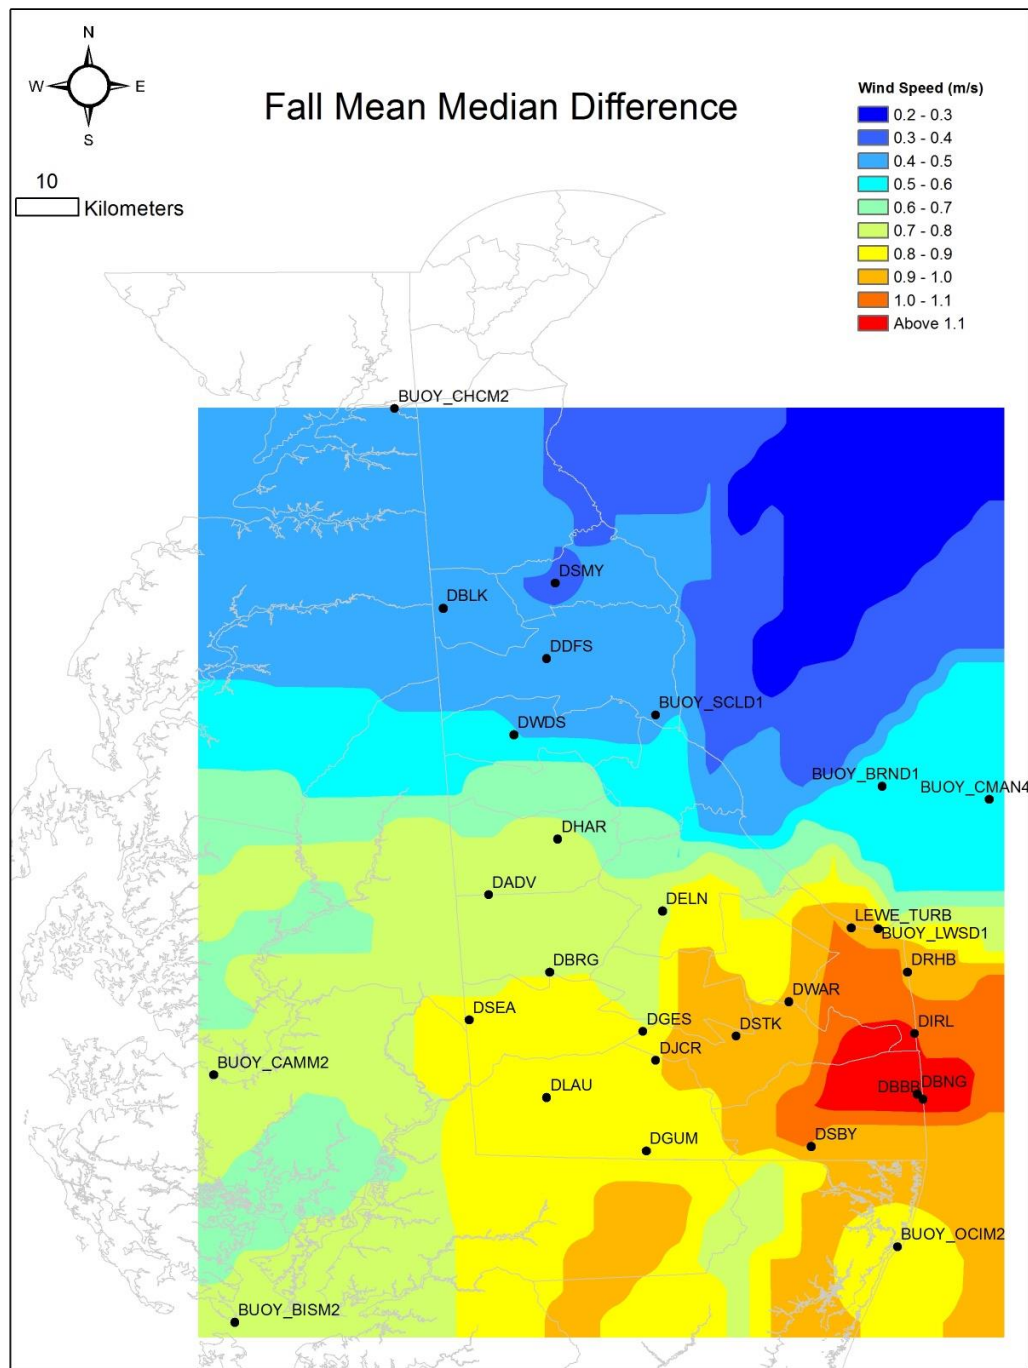 N
W E
S
Fall Mean Median Difference
10
Kilometers
Wind Speed (m/s)
0.2 - 0.3
0.3 - 0.4
0.4 - 0.5
0.5 - 0.6
0.6 - 0.7
0.7 - 0.8
0.8 - 0.9
0.9 - 1.0
1.0 - 1.1
Above 1.1
BUOY_CHCM2
DSMY
DBLK
DDFS
BUOY_SCLD1
DWDS
BUOY_BRND1
BUOY_CMAN4
DHAR
DADV
DELN
LEWE_TURB
BUOY_LWSD1
DBRG
DRHB
DWAR
DSEA
DGES
DSTK
DIRL
DJCR
BUOY_CAMM2
DLAU
DBBB
DBNG
DGUM
DSBY
BUOY_OCIM2
BUOY_BISM2